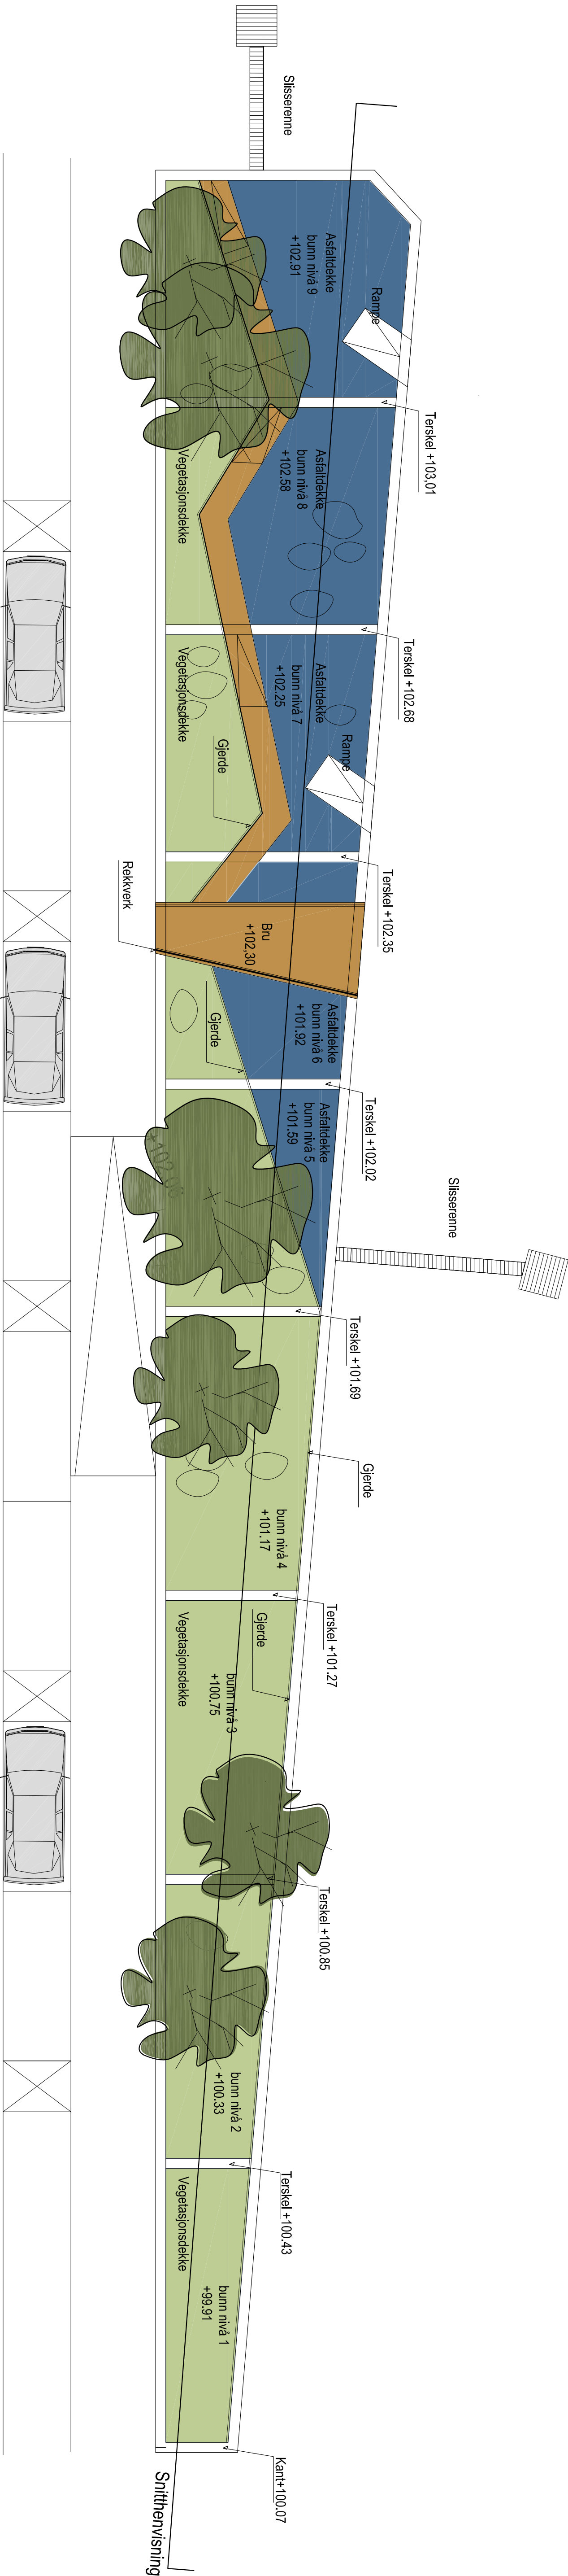 Slisserenne
Asfaltdekke
bunn nivå 9
+102.91
Rampe
Terskel +103,01
Asfaltdekke
bunn nivå 8
+102.58
Vegetasjonsdekke
Terskel +102.68
Asfaltdekke
bunn nivå 7
+102.25
Vegetasjonsdekke
Gjerde
Rampe
Terskel +102.35
Rekkverk
Bru
+102,30
Asfaltdekke
bunn nivå 6
+101.92
Gjerde
Terskel +102.02
Asfaltdekke
bunn nivå 5
+101.59
+102.06
Slisserenne
Terskel +101.69
Gjerde
bunn nivå 4
+101.17
Terskel +101.27
Gjerde
Vegetasjonsdekke
bunn nivå 3
+100.75
Terskel +100.85
bunn nivå 2
+100.33
Terskel +100.43
Vegetasjonsdekke
bunn nivå 1
+99.91
Kant+100.07
Snitthenvisning